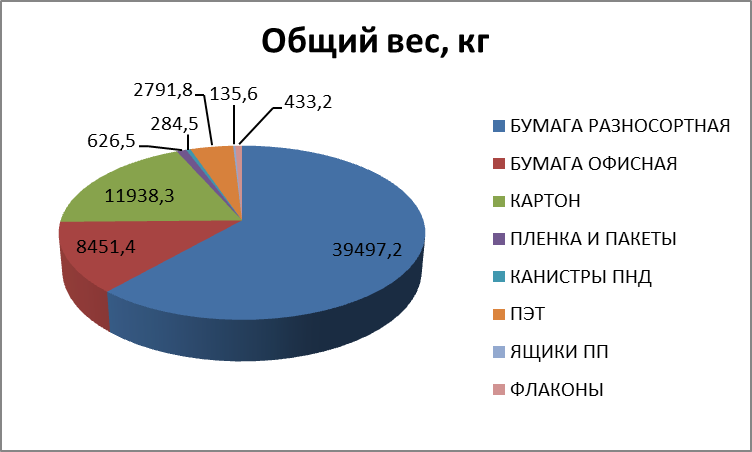 Общий вес, кг
2791,8
135,6
433,2
284,5
626,5
11938,3
8451,4
39497,2
БУМАГА РАЗНОСОРТНАЯ
БУМАГА ОФИСНАЯ
КАРТОН
ПЛЕНКА И ПАКЕТЫ
КАНИСТРЫ ПНД
ПЭТ
ЯЩИКИ ПП
ФЛАКОНЫ